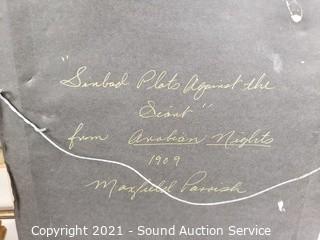 "Sinbad Plots Against the
Giant"
from Arabian Nights
1909
Maxfield Parrish
Copyright 2021 - Sound Auction Service